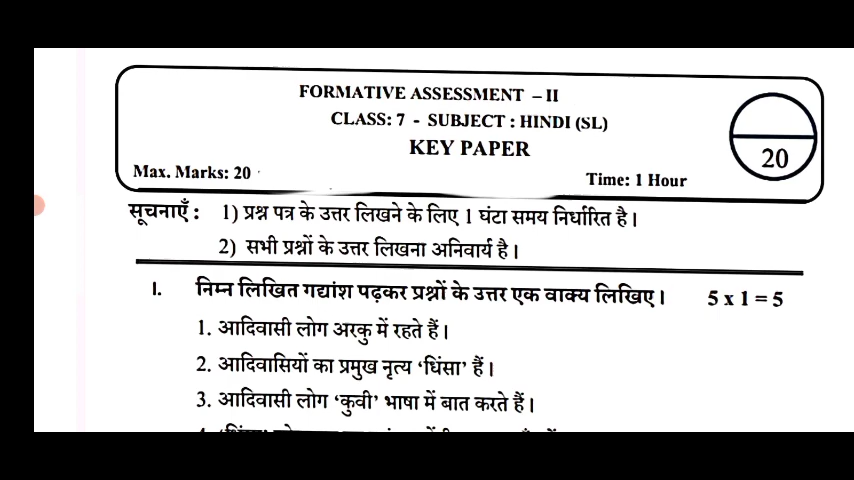 FORMATIVE ASSESSMENT - II
CLASS: 7 - SUBJECT : HINDI (SL)
KEY PAPER
20
Max. Marks: 20
Time: 1 Hour
सूचनाएँ : 1) प्रश्न पत्र के उत्तर लिखने के लिए 1 घंटा समय निर्धारित है।
2) सभी प्रश्नों के उत्तर लिखना अनिवार्य है।
I. निम्न लिखित गद्यांश पढ़कर प्रश्नों के उत्तर एक वाक्य लिखिए। 5 x 1 = 5
1. आदिवासी लोग अरकु में रहते हैं।
2. आदिवासियों का प्रमुख नृत्य ‘धिंसा’ हैं।
3. आदिवासी लोग ‘कुवी’ भाषा में बात करते हैं।